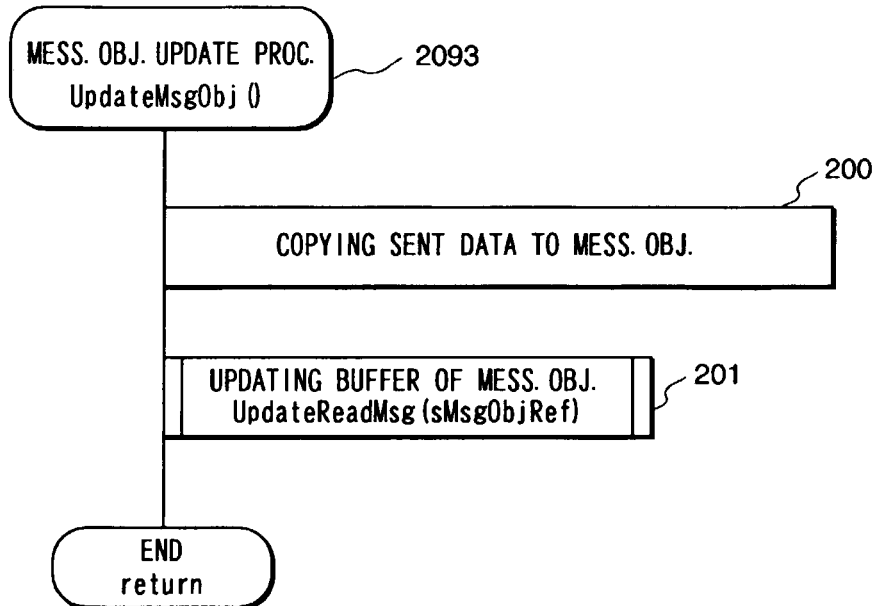 MESS. OBJ. UPDATE PROC.
UpdateMsgObj ()
2093
200
COPYING SENT DATA TO MESS. OBJ.
UPDATING BUFFER OF MESS. OBJ.
UpdateReadMsg (sMsgObjRef)
201
END
return